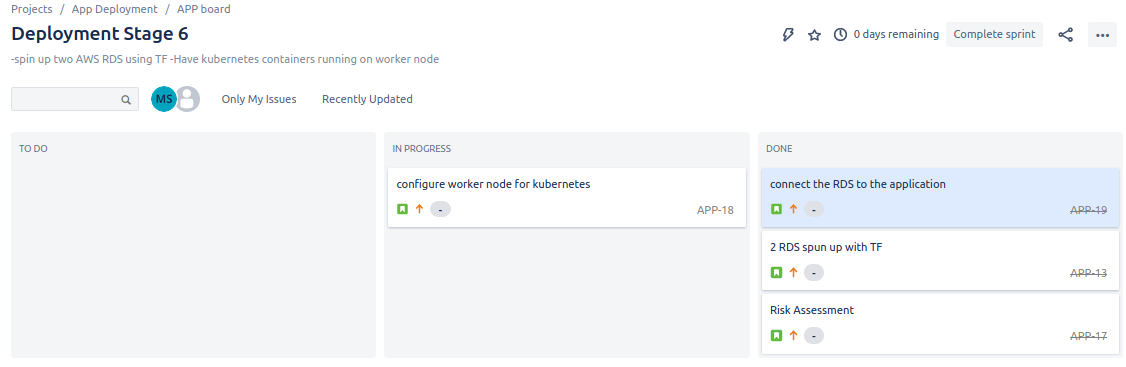 Projects / App Deployment / APP board
Deployment Stage 6
0 days remaining
Complete sprint
-spin up two AWS RDS using TF -Have kubernetes containers running on worker node
MS
Only My Issues
Recently Updated
TO DO
IN PROGRESS
configure worker node for kubernetes
-
APP-18
DONE
connect the RDS to the application
-
APP-19
2 RDS spun up with TF
-
APP-13
Risk Assessment
-
APP-17